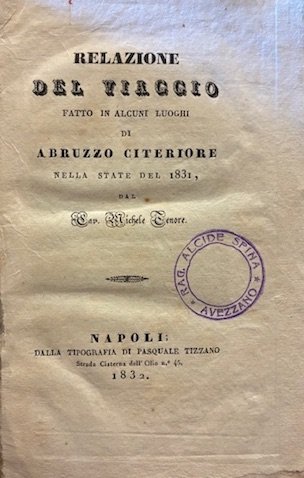 RELAZIONE
DEL VIAGGIO
FATTO IN ALCUNI LUOGHI
DI
ABRUZZO CITERIORE
NELLA STATE DEL 1831,
DAL
Cav. Michele Tenore.
RAG. ALCIDE SPINA
AVEZZANO
NAPOLI:
DALLA TIPOGRAFIA DI PASQUALE TIZZANO
Strada Cisterna dell'Olio n.° 45.
1832.